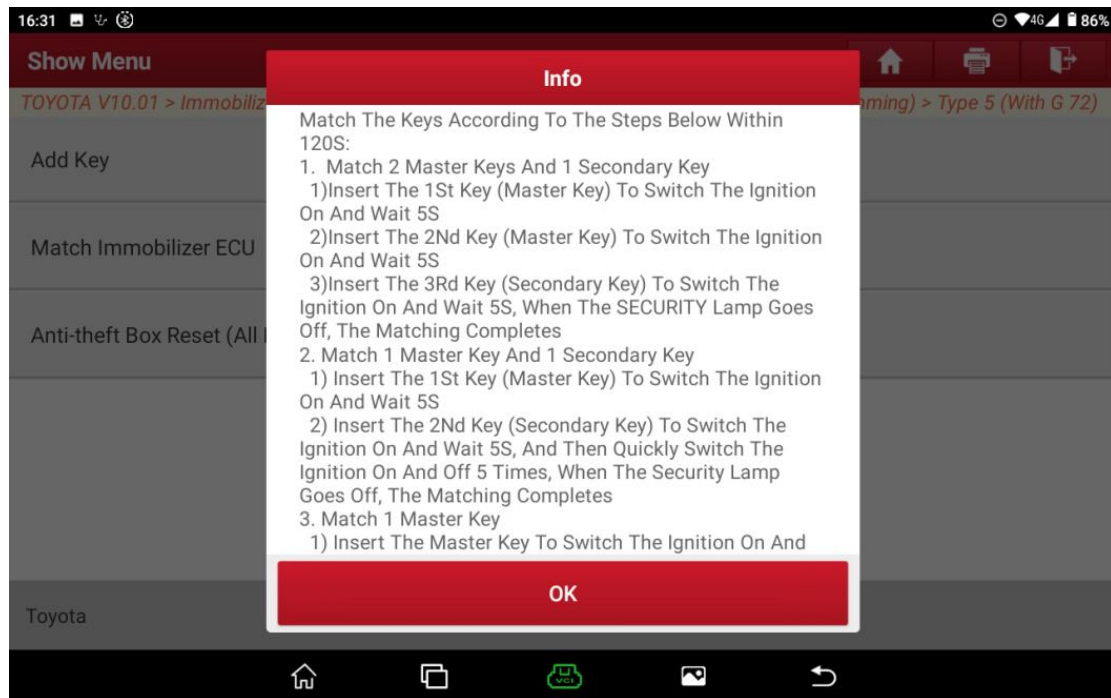 16:31 4G 86%
Show Menu
Info
TOYOTA V10.01 > Immobiliz
ming) > Type 5 (With G 72)
Match The Keys According To The Steps Below Within
120S:
1. Match 2 Master Keys And 1 Secondary Key
1)Insert The 1St Key (Master Key) To Switch The Ignition
On And Wait 5S
2)Insert The 2Nd Key (Master Key) To Switch The Ignition
On And Wait 5S
3)Insert The 3Rd Key (Secondary Key) To Switch The
Ignition On And Wait 5S, When The SECURITY Lamp Goes
Off, The Matching Completes
2. Match 1 Master Key And 1 Secondary Key
1) Insert The 1St Key (Master Key) To Switch The Ignition
On And Wait 5S
2) Insert The 2Nd Key (Secondary Key) To Switch The
Ignition On And Wait 5S, And Then Quickly Switch The
Ignition On And Off 5 Times, When The Security Lamp
Goes Off, The Matching Completes
3. Match 1 Master Key
1) Insert The Master Key To Switch The Ignition On And
Add Key
Match Immobilizer ECU
Anti-theft Box Reset (All
OK
Toyota
VCI